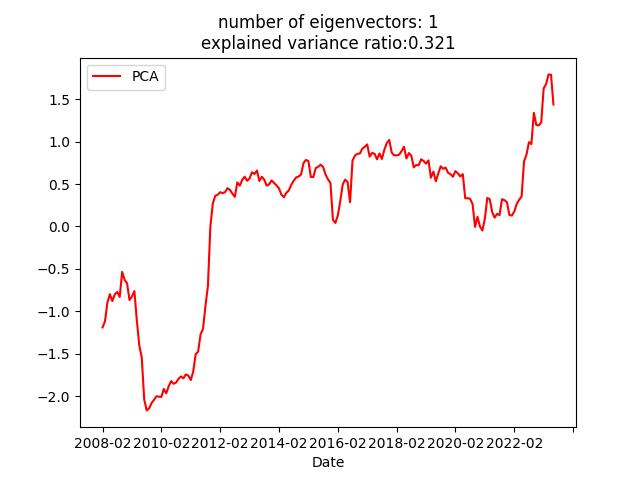 number of eigenvectors: 1
explained variance ratio:0.321
PCA
1.5
1.0
0.5
0.0
−0.5
−1.0
−1.5
−2.0
2008-02 2010-02 2012-02 2014-02 2016-02 2018-02 2020-02 2022-02
Date